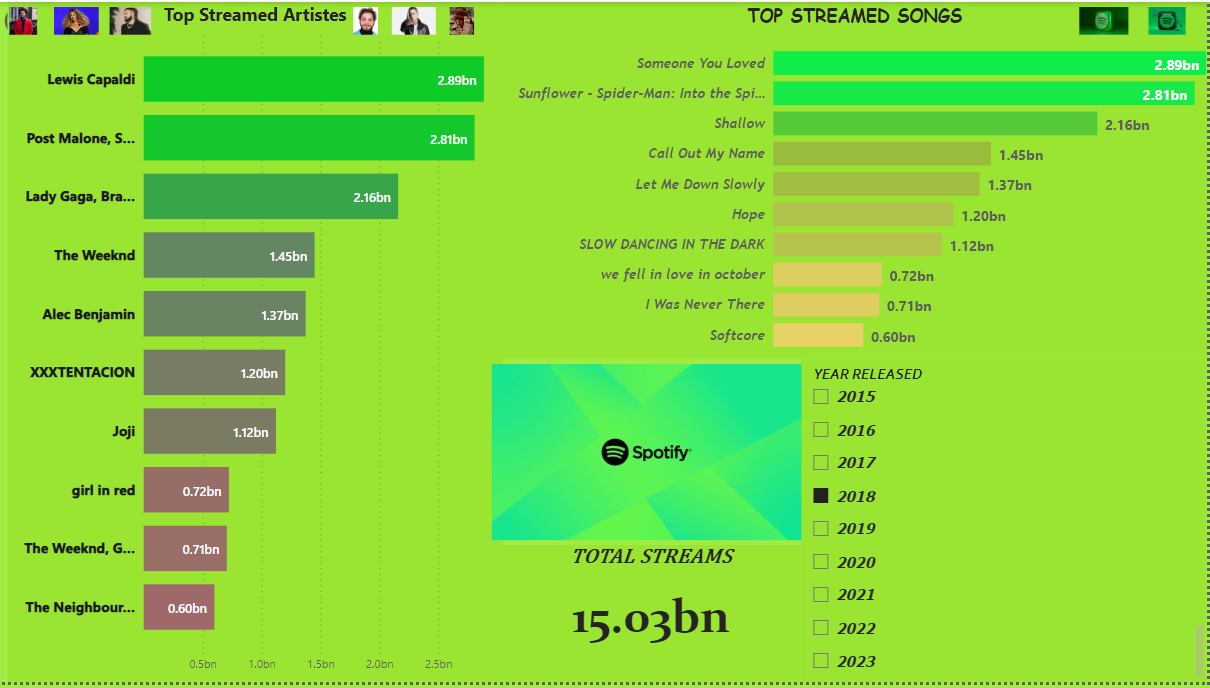 Top Streamed Artistes
Lewis Capaldi 2.89bn
Post Malone, S... 2.81bn
Lady Gaga, Bra... 2.16bn
The Weeknd 1.45bn
Alec Benjamin 1.37bn
XXXTENTACION 1.20bn
Joji 1.12bn
girl in red 0.72bn
The Weeknd, G... 0.71bn
The Neighbour... 0.60bn
0.5bn 1.0bn 1.5bn 2.0bn 2.5bn
TOP STREAMED SONGS
Someone You Loved 2.89bn
Sunflower - Spider-Man: Into the Spi... 2.81bn
Shallow 2.16bn
Call Out My Name 1.45bn
Let Me Down Slowly 1.37bn
Hope 1.20bn
SLOW DANCING IN THE DARK 1.12bn
we fell in love in october 0.72bn
I Was Never There 0.71bn
Softcore 0.60bn
Spotify
TOTAL STREAMS
15.03bn
YEAR RELEASED
2015
2016
2017
2018
2019
2020
2021
2022
2023